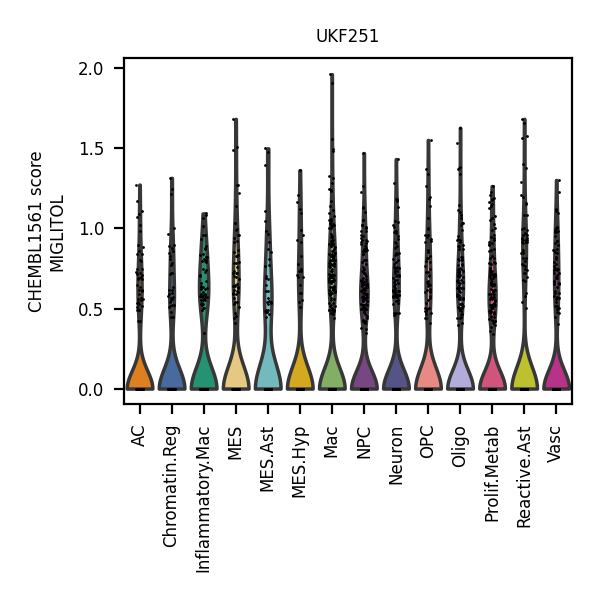 UKF251
CHEMBL1561 score
MIGLITOL
2.0
1.5
1.0
0.5
0.0
AC
Chromatin.Reg
Inflammatory.Mac
MES
MES.Ast
MES.Hyp
Mac
NPC
Neuron
OPC
Oligo
Prolif.Metab
Reactive.Ast
Vasc